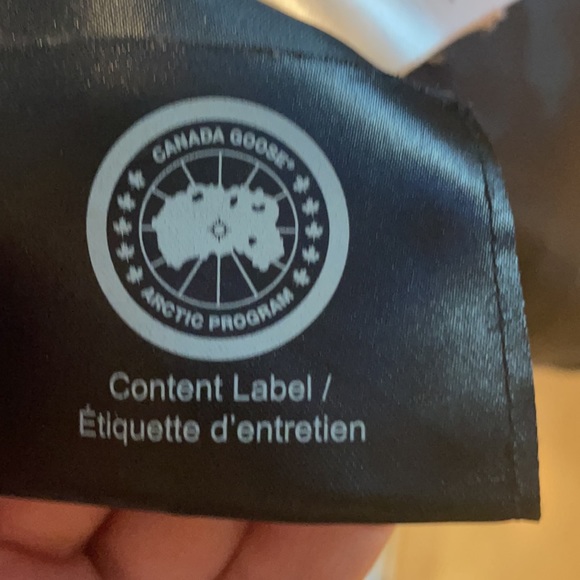 CANADA GOOSE®
ARCTIC PROGRAM
Content Label /
Étiquette d'entretien